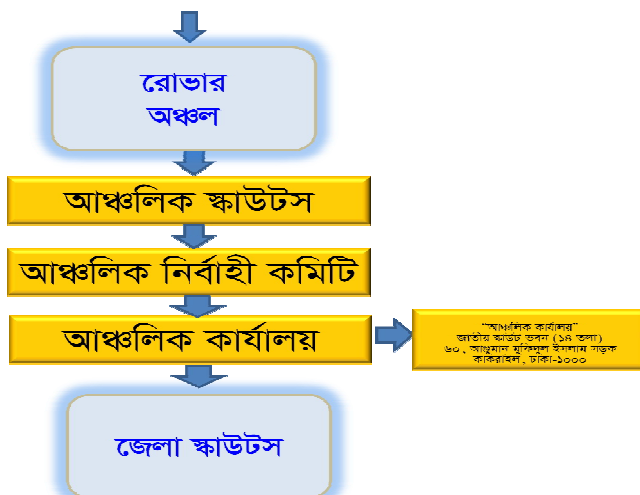 রোভার
অঞ্চল
আঞ্চলিক স্কাউটস
আঞ্চলিক নির্বাহী কমিটি
আঞ্চলিক কার্যালয়
“আঞ্চলিক কার্যালয়”
জাতীয় স্কাউট ভবন (১৪ তলা)
৬০, আঞ্জুমান মুফিদুল ইসলাম সড়ক
কাকরাইল, ঢাকা-১০০০
জেলা স্কাউটস